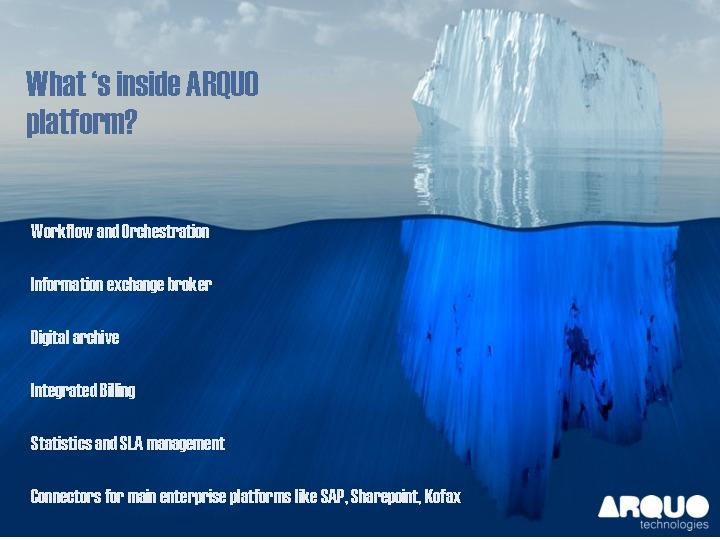 What 's inside ARQUO
platform?
Workflow and Orchestration
Information exchange broker
Digital archive
Integrated Billing
Statistics and SLA management
Connectors for main enterprise platforms like SAP, Sharepoint, Kofax
ARQUO
technologies